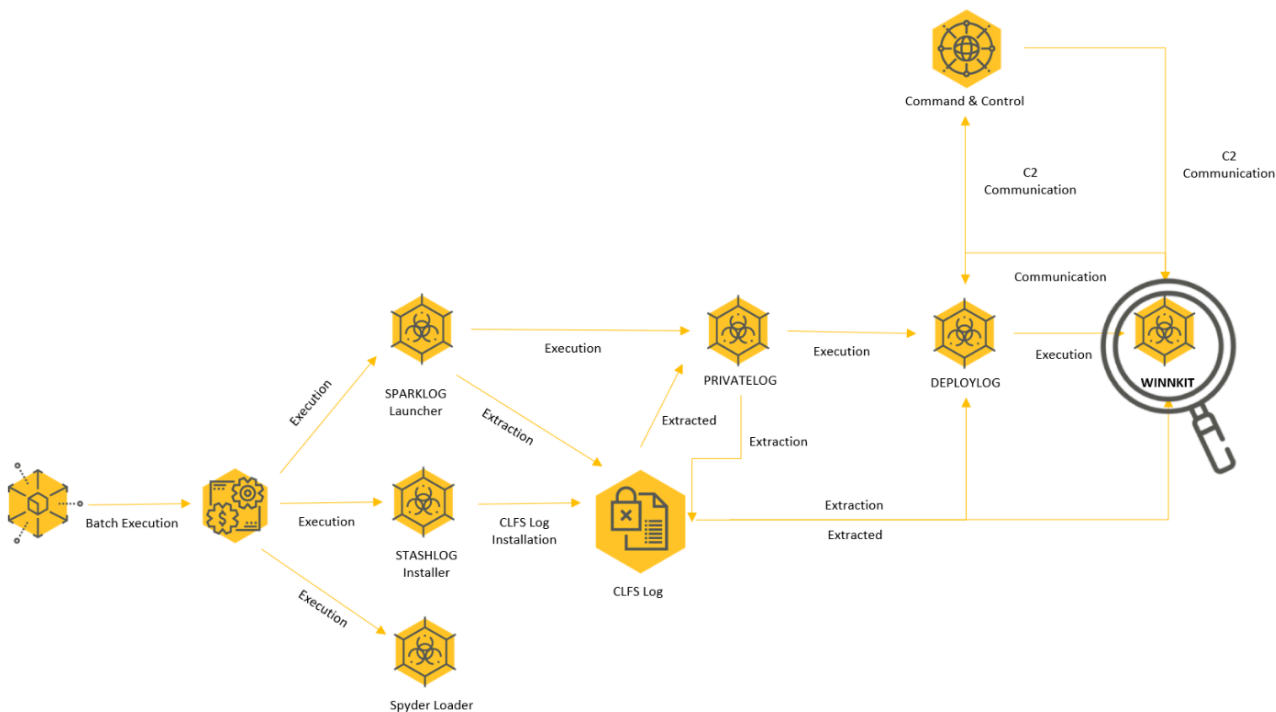 Command & Control
C2
Communication
C2
Communication
Communication
SPARKLOG
Launcher
Execution
PRIVATELOG
Execution
DEPLOYLOG
Execution
WINNKIT
Execution
Extraction
Extracted
Extraction
Batch Execution
Execution
STASHLOG
Installer
CLFS Log
Installation
CLFS Log
Extraction
Extracted
Execution
Spyder Loader